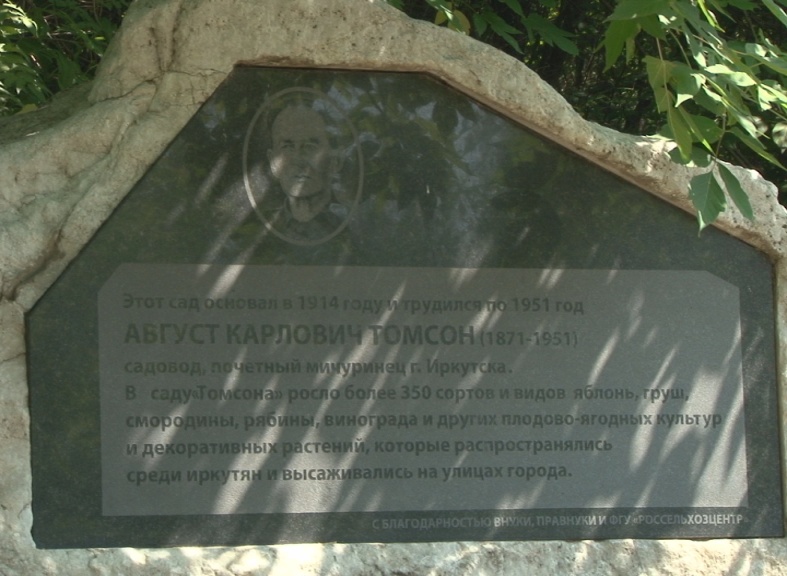 Этот сад основал в 1914 году и трудился по 1951 год
АВГУСТ КАРЛОВИЧ ТОМСОН (1871-1951)
садовод, почётный мичуринец г. Иркутска.
В саду«Томсона» росло более 350 сортов и видов яблонь, груш,
смородины, рябины, винограда и других плодово-ягодных культур
и декоративных растений, которые распространялись
среди иркутян и высаживались на улицах города.
С БЛАГОДАРНОСТЬЮ ВНУКИ, ПРАВНУКИ И ФГУ «РОССЕЛЬХОЗЦЕНТР»